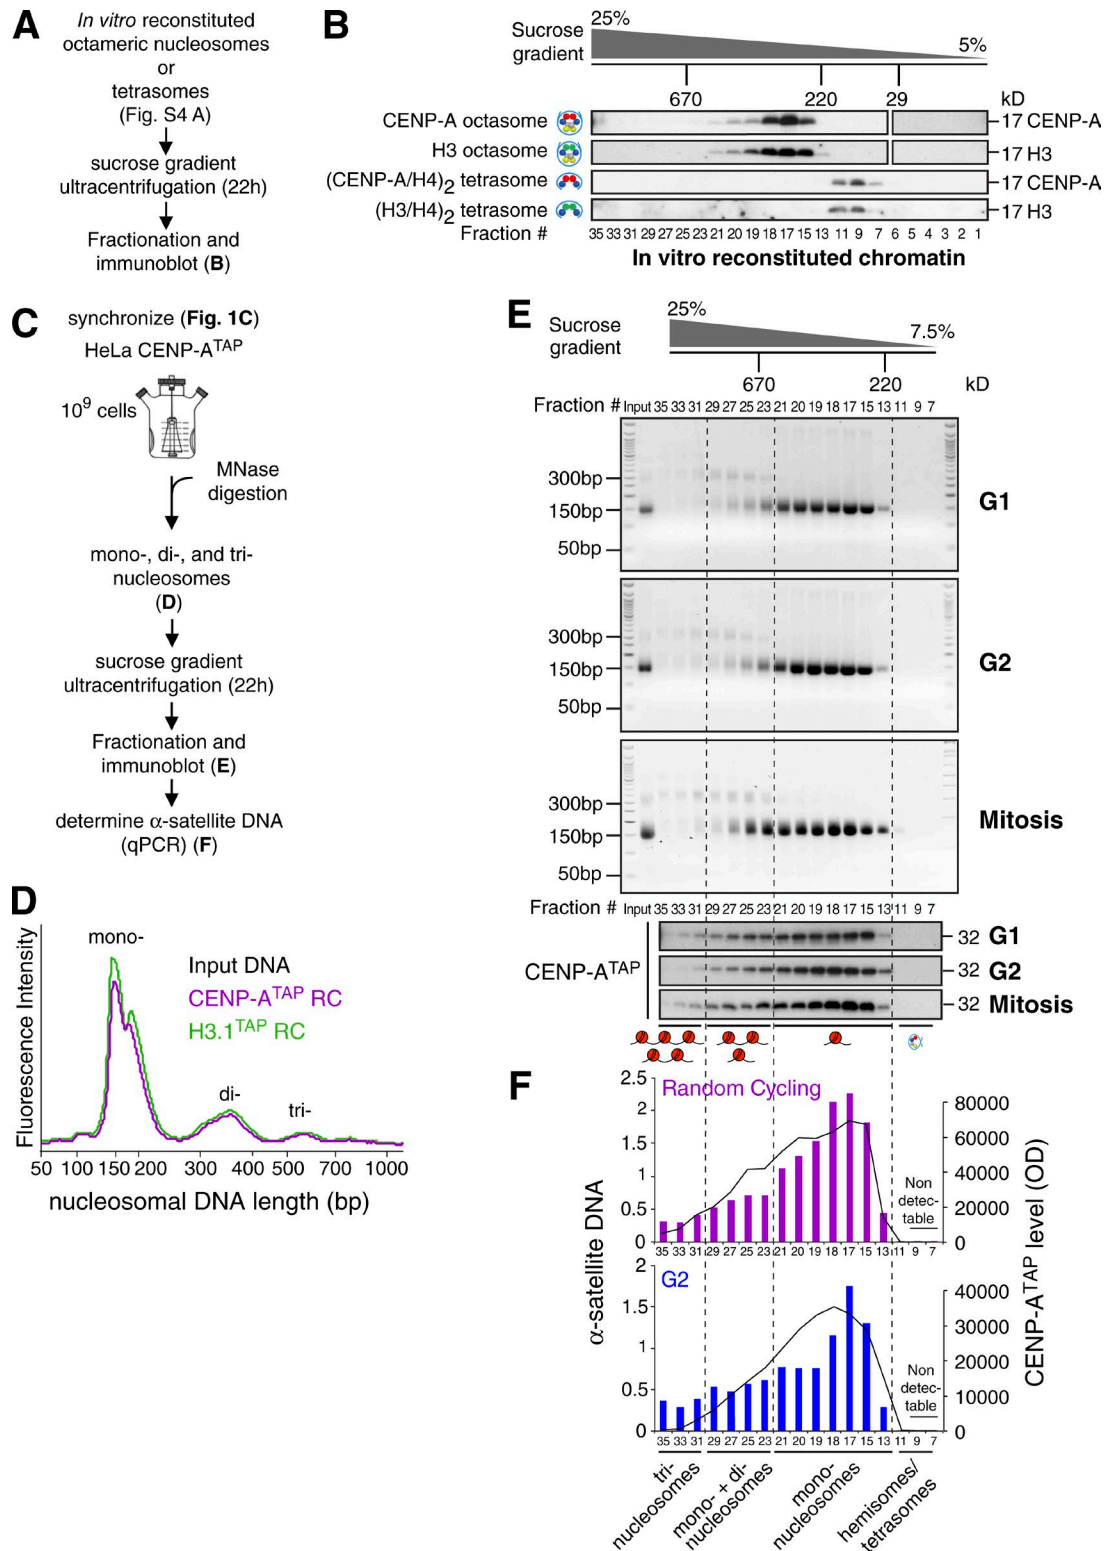 A
In vitro reconstituted
octameric nucleosomes
or
tetrasomes
(Fig. S4 A)
sucrose gradient
ultracentrifugation (22h)
Fractionation and
immunoblot (B)
B
25%
Sucrose
gradient
5%
670
220
29
kD
CENP-A octasome
17 CENP-A
H3 octasome
17 H3
(CENP-A/H4)2 tetrasome
17 CENP-A
(H3/H4)2 tetrasome
17 H3
Fraction #
35 33 31 29 27 25 23 21 20 19 18 17 15 13 11 9 7 6 5 4 3 2 1
In vitro reconstituted chromatin
C
synchronize (Fig. 1C)
HeLa CENP-ATAP
10^9 cells
MNase
digestion
mono-, di-, and tri-
nucleosomes
(D)
sucrose gradient
ultracentrifugation (22h)
Fractionation and
immunoblot (E)
determine α-satellite DNA
(qPCR) (F)
D
Fluorescence Intensity
mono-
Input DNA
CENP-ATAP RC
H3.1TAP RC
di-
tri-
50 100 150 200 300 400 500 700 1000
nucleosomal DNA length (bp)
E
Sucrose
gradient
25%
7.5%
670
220
kD
Fraction # Input 35 33 31 29 27 25 23 21 20 19 18 17 15 13 11 9 7
300bp
150bp
50bp
G1
300bp
150bp
50bp
G2
300bp
150bp
50bp
Mitosis
Fraction # Input 35 33 31 29 27 25 23 21 20 19 18 17 15 13 11 9 7
CENP-ATAP
32 G1
32 G2
32 Mitosis
F
α-satellite DNA
CENP-ATAP level (OD)
Random Cycling
2.5
2
1.5
1
0.5
0
80000
60000
40000
20000
0
Non
detec-
table
35 33 31 29 27 25 23 21 20 19 18 17 15 13 11 9 7
G2
2
1.5
1
0.5
0
40000
30000
20000
10000
0
Non
detec-
table
35 33 31 29 27 25 23 21 20 19 18 17 15 13 11 9 7
tri-
nucleosomes
mono- + di-
nucleosomes
mono-
nucleosomes
hemisomes/
tetrasomes